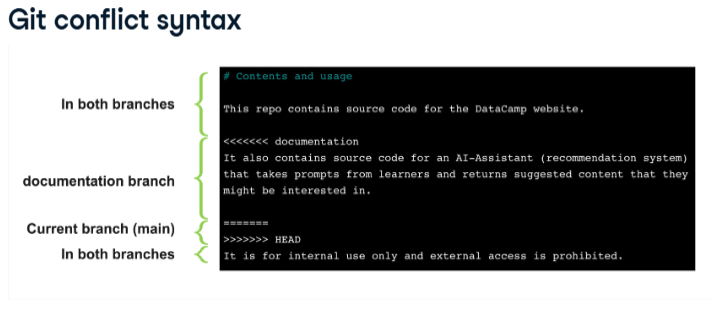 Git conflict syntax
In both branches
# Contents and usage
This repo contains source code for the DataCamp website.
documentation branch
<<<<<<< documentation
It also contains source code for an AI-Assistant (recommendation system)
that takes prompts from learners and returns suggested content that they
might be interested in.
Current branch (main)
=======
>>>>>>> HEAD
In both branches
It is for internal use only and external access is prohibited.